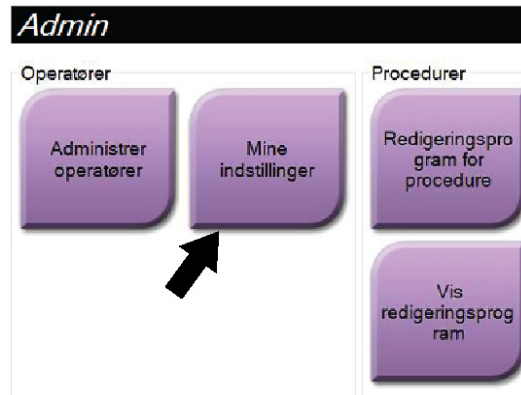 Admin
Operatører
Administrer
operatører
Mine
indstillinger
Procedurer
Redigeringspro
gram for
procedure
Vis
redigeringsprog
ram